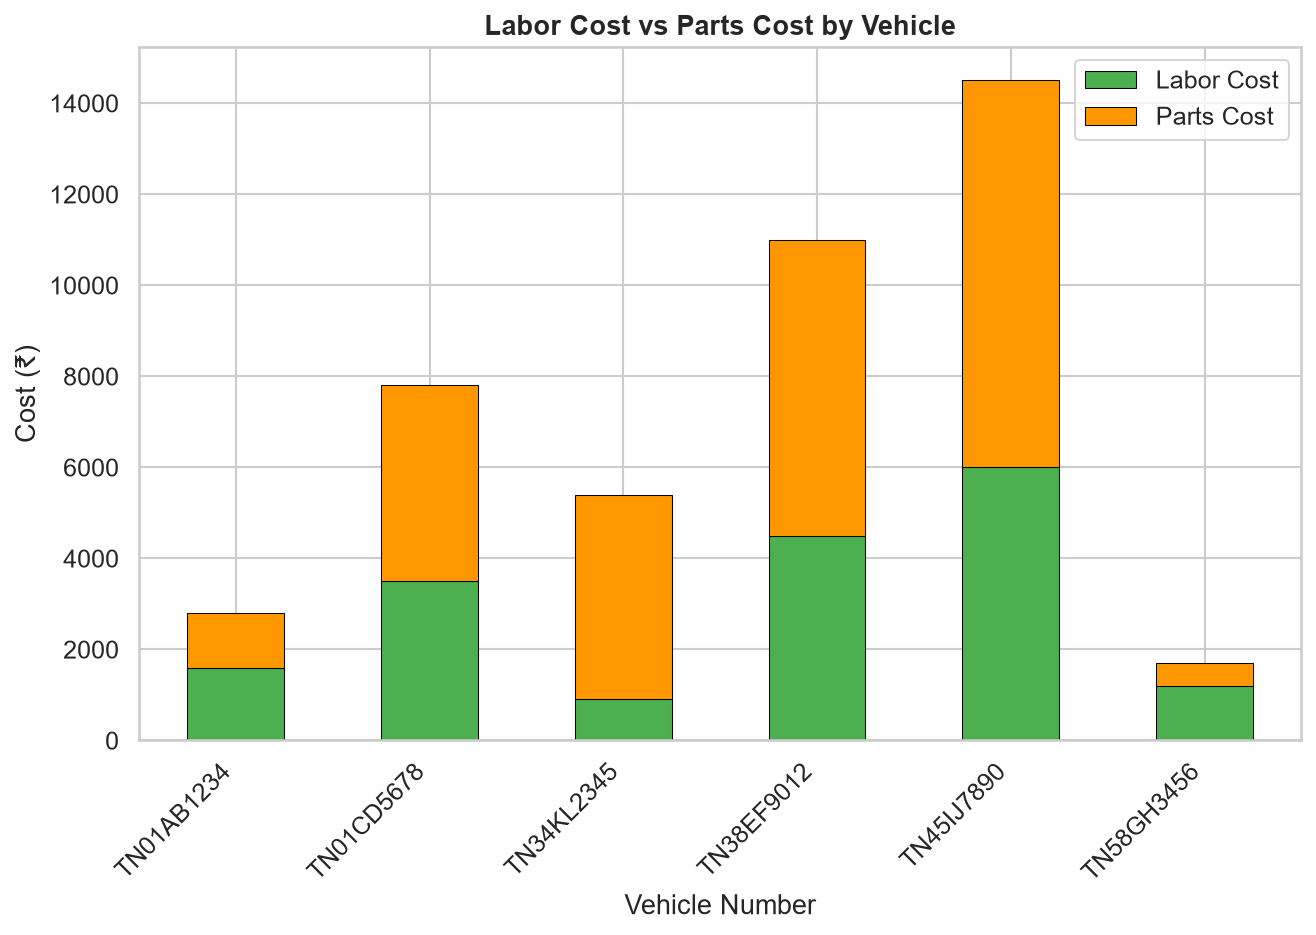 Labor Cost vs Parts Cost by Vehicle
Labor Cost
Parts Cost
14000
12000
10000
8000
6000
4000
2000
0
Cost (₹)
TN01AB1234
TN01CD5678
TN34KL2345
TN38EF9012
TN45IJ7890
TN58GH3456
Vehicle Number